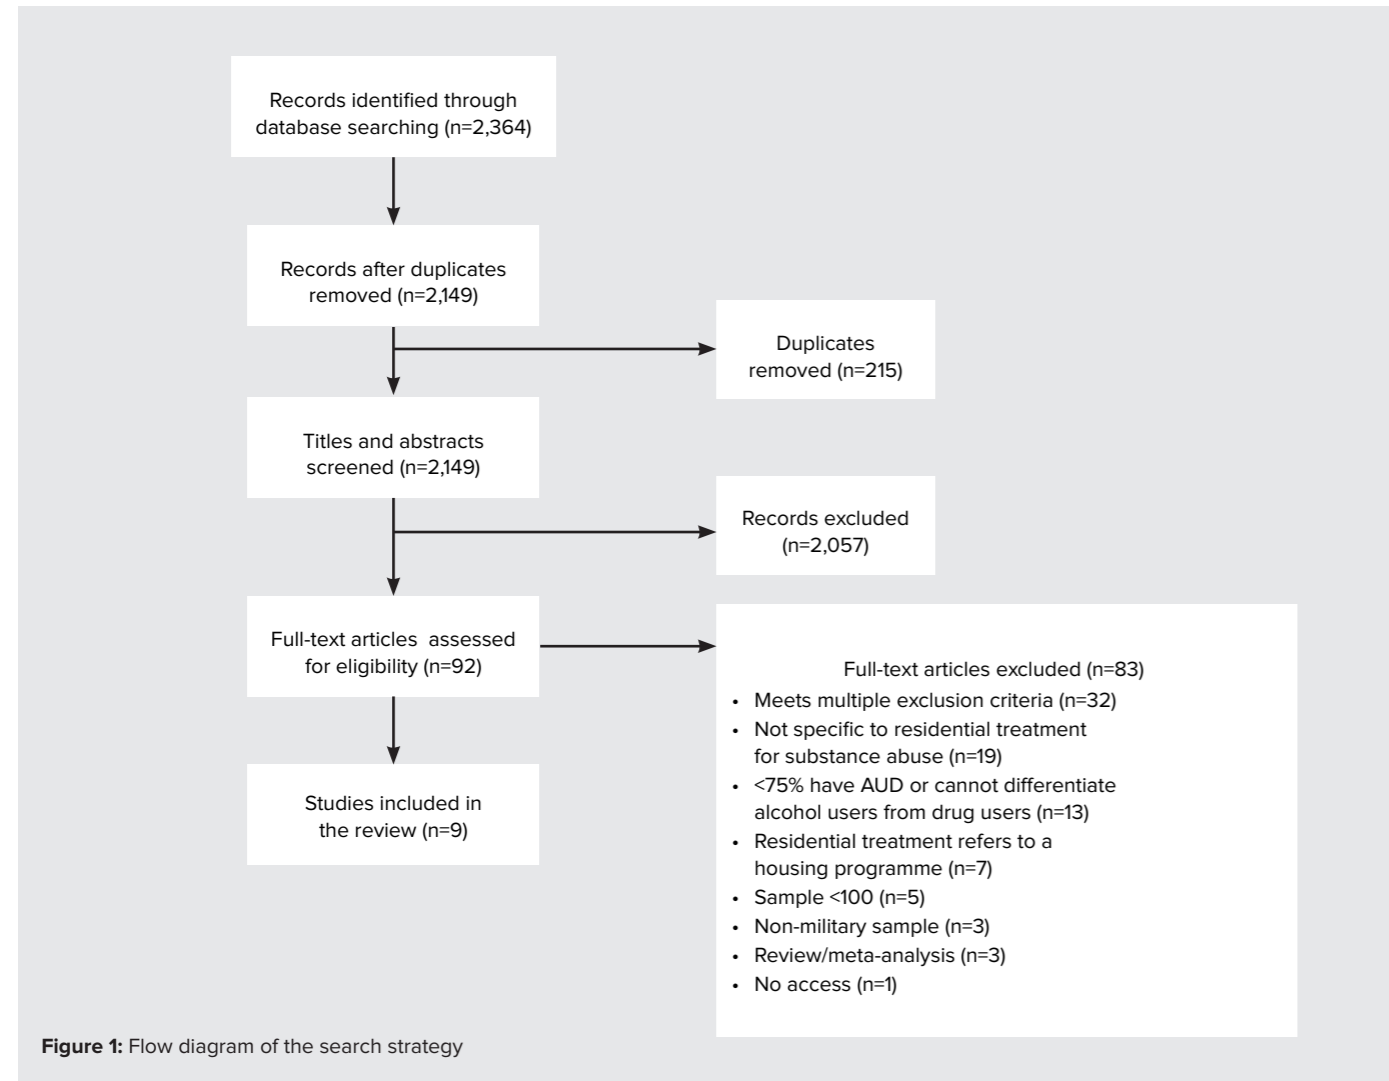 Records identified through
database searching (n=2,364)
Records after duplicates
removed (n=2,149)
Duplicates
removed (n=215)
Titles and abstracts
screened (n=2,149)
Records excluded
(n=2,057)
Full-text articles  assessed
for eligibility (n=92)
Full-text articles excluded (n=83)
• Meets multiple exclusion criteria (n=32)
• Not specific to residential treatment
for substance abuse (n=19)
• <75% have AUD or cannot differentiate
alcohol users from drug users (n=13)
• Residential treatment refers to a
housing programme (n=7)
• Sample <100 (n=5)
• Non-military sample (n=3)
• Review/meta-analysis (n=3)
• No access (n=1)
Studies included in
the review (n=9)
Figure 1: Flow diagram of the search strategy